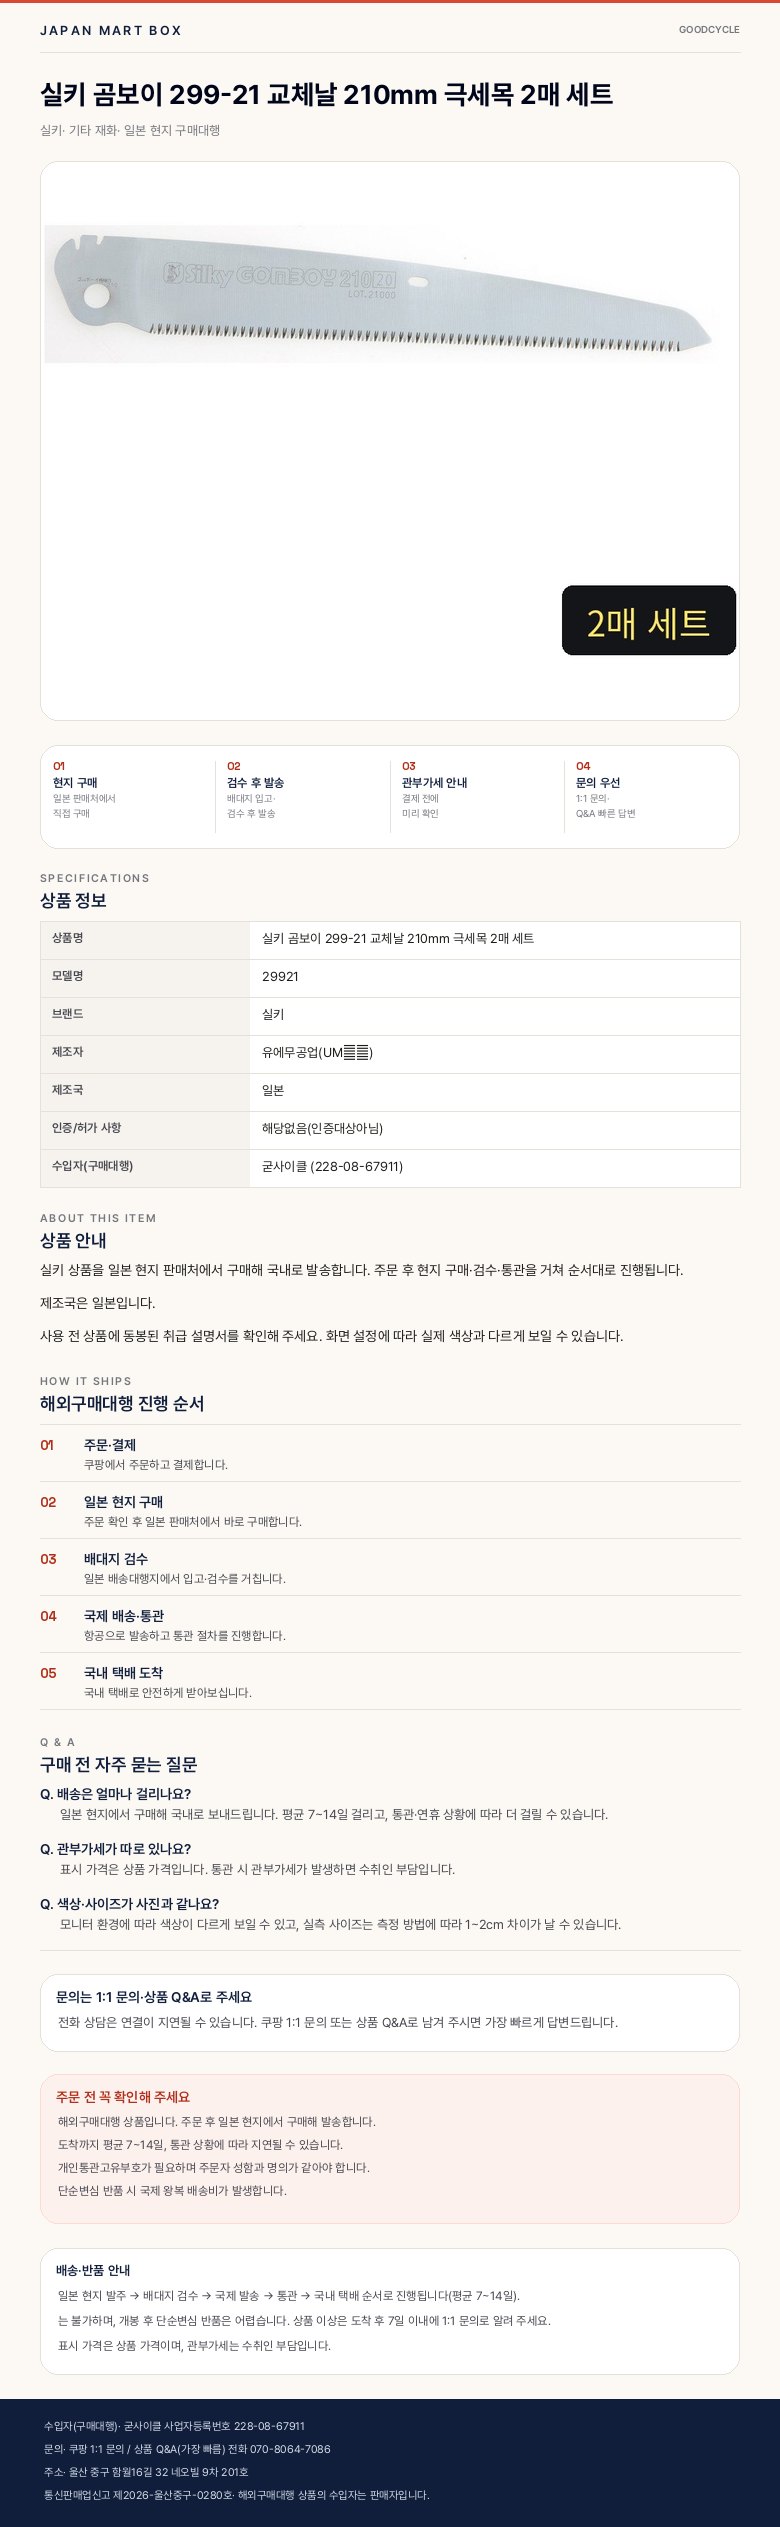 JAPAN MART BOX
GOODCYCLE
실키 곰보이 299-21 교체날 210mm 극세목 2매 세트
실키· 기타 재화· 일본 현지 구매대행
Silky GOMBOY 210
LOT.21000
2매 세트
01
현지 구매
일본 판매처에서
직접 구매
02
검수 후 발송
배대지 입고·
검수 후 발송
03
관부가세 안내
결제 전에
미리 확인
04
문의 우선
1:1 문의·
Q&A 빠른 답변
SPECIFICATIONS
상품 정보
상품명 실키 곰보이 299-21 교체날 210mm 극세목 2매 세트
모델명 29921
브랜드 실키
제조자 유에무공업(UM)
제조국 일본
인증/허가 사항 해당없음(인증대상아님)
수입자(구매대행) 굳사이클 (228-08-67911)
ABOUT THIS ITEM
상품 안내
실키 상품을 일본 현지 판매처에서 구매해 국내로 발송합니다. 주문 후 현지 구매·검수·통관을 거쳐 순서대로 진행됩니다.
제조국은 일본입니다.
사용 전 상품에 동봉된 취급 설명서를 확인해 주세요. 화면 설정에 따라 실제 색상과 다르게 보일 수 있습니다.
HOW IT SHIPS
해외구매대행 진행 순서
01 주문·결제
쿠팡에서 주문하고 결제합니다.
02 일본 현지 구매
주문 확인 후 일본 판매처에서 바로 구매합니다.
03 배대지 검수
일본 배송대행지에서 입고·검수를 거칩니다.
04 국제 배송·통관
항공으로 발송하고 통관 절차를 진행합니다.
05 국내 택배 도착
국내 택배로 안전하게 받아보십니다.
Q & A
구매 전 자주 묻는 질문
Q. 배송은 얼마나 걸리나요?
일본 현지에서 구매해 국내로 보내드립니다. 평균 7~14일 걸리고, 통관·연휴 상황에 따라 더 걸릴 수 있습니다.
Q. 관부가세가 따로 있나요?
표시 가격은 상품 가격입니다. 통관 시 관부가세가 발생하면 수취인 부담입니다.
Q. 색상·사이즈가 사진과 같나요?
모니터 환경에 따라 색상이 다르게 보일 수 있고, 실측 사이즈는 측정 방법에 따라 1~2cm 차이가 날 수 있습니다.
문의는 1:1 문의·상품 Q&A로 주세요
전화 상담은 연결이 지연될 수 있습니다. 쿠팡 1:1 문의 또는 상품 Q&A로 남겨 주시면 가장 빠르게 답변드립니다.
주문 전 꼭 확인해 주세요
해외구매대행 상품입니다. 주문 후 일본 현지에서 구매해 발송합니다.
도착까지 평균 7~14일, 통관 상황에 따라 지연될 수 있습니다.
개인통관고유부호가 필요하며 주문자 성함과 명의가 같아야 합니다.
단순변심 반품 시 국제 왕복 배송비가 발생합니다.
배송·반품 안내
일본 현지 발주 → 배대지 검수 → 국제 발송 → 통관 → 국내 택배 순서로 진행됩니다(평균 7~14일).
는 불가하며, 개봉 후 단순변심 반품은 어렵습니다. 상품 이상은 도착 후 7일 이내에 1:1 문의로 알려 주세요.
표시 가격은 상품 가격이며, 관부가세는 수취인 부담입니다.
수입자(구매대행)· 굳사이클 사업자등록번호 228-08-67911
문의· 쿠팡 1:1 문의 / 상품 Q&A(가장 빠름) 전화 070-8064-7086
주소· 울산 중구 함월16길 32 네오빌 9차 201호
통신판매업신고 제2026-울산중구-0280호· 해외구매대행 상품의 수입자는 판매자입니다.